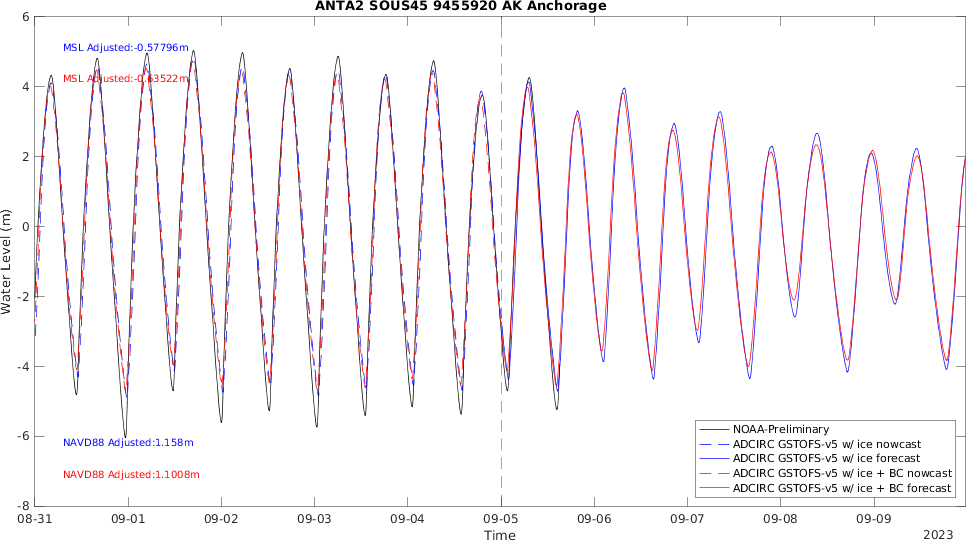 ANTA2 SOUS45 9455920 AK Anchorage
6
MSL Adjusted:-0.57796m
MSL Adjusted:-0.63522m
4
2
0
-2
-4
-6
-8
Water Level (m)
NAVD88 Adjusted:1.158m
NAVD88 Adjusted:1.1008m
NOAA-Preliminary
ADCIRC GSTOFS-v5 w/ ice nowcast
ADCIRC GSTOFS-v5 w/ ice forecast
ADCIRC GSTOFS-v5 w/ ice + BC nowcast
ADCIRC GSTOFS-v5 w/ ice + BC forecast
08-31 09-01 09-02 09-03 09-04 09-05 09-06 09-07 09-08 09-09
Time
2023